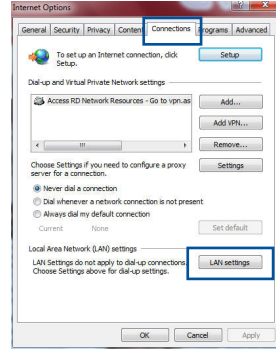 Internet Options
General Security Privacy Content Connections Programs Advanced
To set up an Internet connection, click
Setup.
Setup
Dial-up and Virtual Private Network settings
Access RD Network Resources - Go to vpn.as
Add...
Add VPN...
Remove...
Choose Settings if you need to configure a proxy
server for a connection.
Settings
Never dial a connection
Dial whenever a network connection is not present
Always dial my default connection
Current None
Set default
Local Area Network (LAN) settings
LAN Settings do not apply to dial-up connections.
Choose Settings above for dial-up settings.
LAN settings
OK Cancel Apply